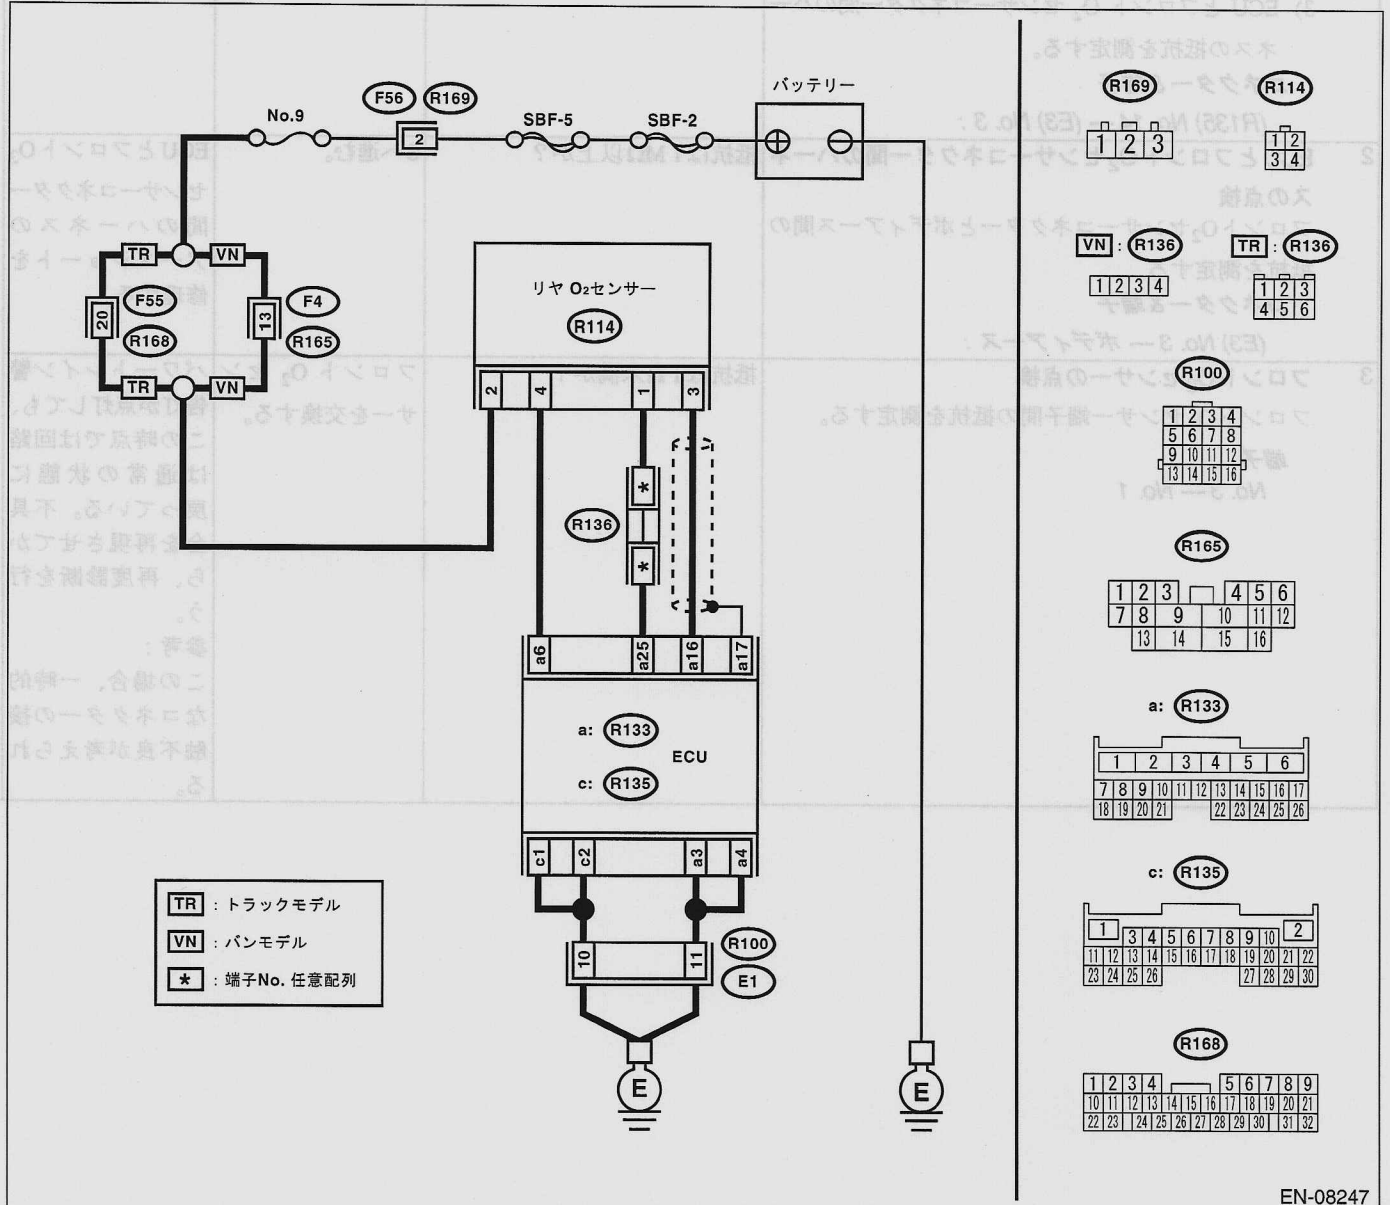 バッテリー
No.9
F56 R169
2
SBF-5
SBF-2
TR VN
20
F55
R168
13
F4
R165
TR VN
リヤ O₂センサー
R114
2 4 1 3
*
R136
*
a6 a25 a16 a17
a: R133
ECU
c: R135
c1 c2 a3 a4
10 11
R100
E1
E
E
TR : トラックモデル
VN : バンモデル
* : 端子No. 任意配列
R169
1 2 3
R114
1 2
3 4
VN : R136
1 2 3 4
TR : R136
1 2 3
4 5 6
R100
1 2 3 4
5 6 7 8
9 10 11 12
13 14 15 16
R165
1 2 3 4 5 6
7 8 9 10 11 12
13 14 15 16
a: R133
1 2 3 4 5 6
7 8 9 10 11 12 13 14 15 16 17
18 19 20 21 22 23 24 25 26
c: R135
1 2
3 4 5 6 7 8 9 10
11 12 13 14 15 16 17 18 19 20 21 22
23 24 25 26 27 28 29 30
R168
1 2 3 4 5 6 7 8 9
10 11 12 13 14 15 16 17 18 19 20 21
22 23 24 25 26 27 28 29 30 31 32
EN-08247